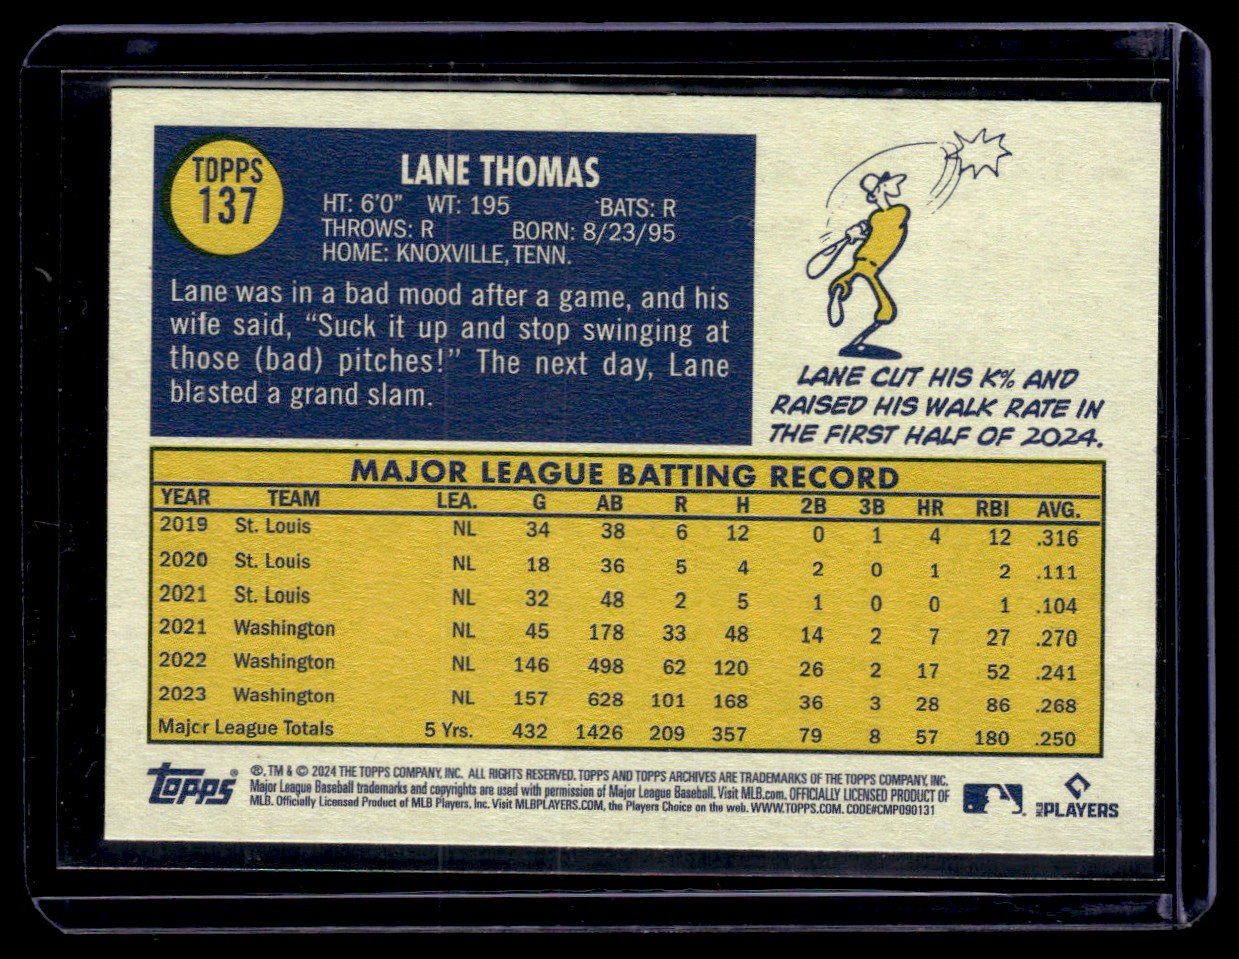 TOPPS
137
LANE THOMAS
HT: 6'0" WT: 195 BATS: R
THROWS: R BORN: 8/23/95
HOME: KNOXVILLE, TENN.
Lane was in a bad mood after a game, and his
wife said, “Suck it up and stop swinging at
those (bad) pitches!” The next day, Lane
blasted a grand slam.
LANE CUT HIS K% AND
RAISED HIS WALK RATE IN
THE FIRST HALF OF 2024.
MAJOR LEAGUE BATTING RECORD
YEAR TEAM LEA. G AB R H 2B 3B HR RBI AVG.
2019 St. Louis NL 34 38 6 12 0 1 4 12 .316
2020 St. Louis NL 18 36 5 4 2 0 1 2 .111
2021 St. Louis NL 32 48 2 5 1 0 0 1 .104
2021 Washington NL 45 178 33 48 14 2 7 27 .270
2022 Washington NL 146 498 62 120 26 2 17 52 .241
2023 Washington NL 157 628 101 168 36 3 28 86 .268
Major League Totals 5 Yrs. 432 1426 209 357 79 8 57 180 .250
Topps® ®, TM & © 2024 THE TOPPS COMPANY, INC. ALL RIGHTS RESERVED. TOPPS AND TOPPS ARCHIVES ARE TRADEMARKS OF THE TOPPS COMPANY, INC.
Major League Baseball trademarks and copyrights are used with permission of Major League Baseball. Visit MLB.com. OFFICIALLY LICENSED PRODUCT OF
MLB. Officially Licensed Product of MLB Players, Inc. Visit MLBPLAYERS.COM, the Players Choice on the web. WWW.TOPPS.COM. CODE#CMP090131
MLB PLAYERS